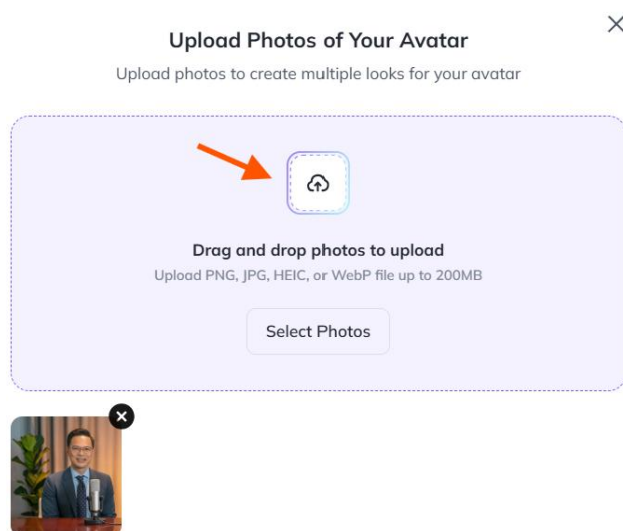 Upload Photos of Your Avatar
Upload photos to create multiple looks for your avatar
Drag and drop photos to upload
Upload PNG, JPG, HEIC, or WebP file up to 200MB
Select Photos